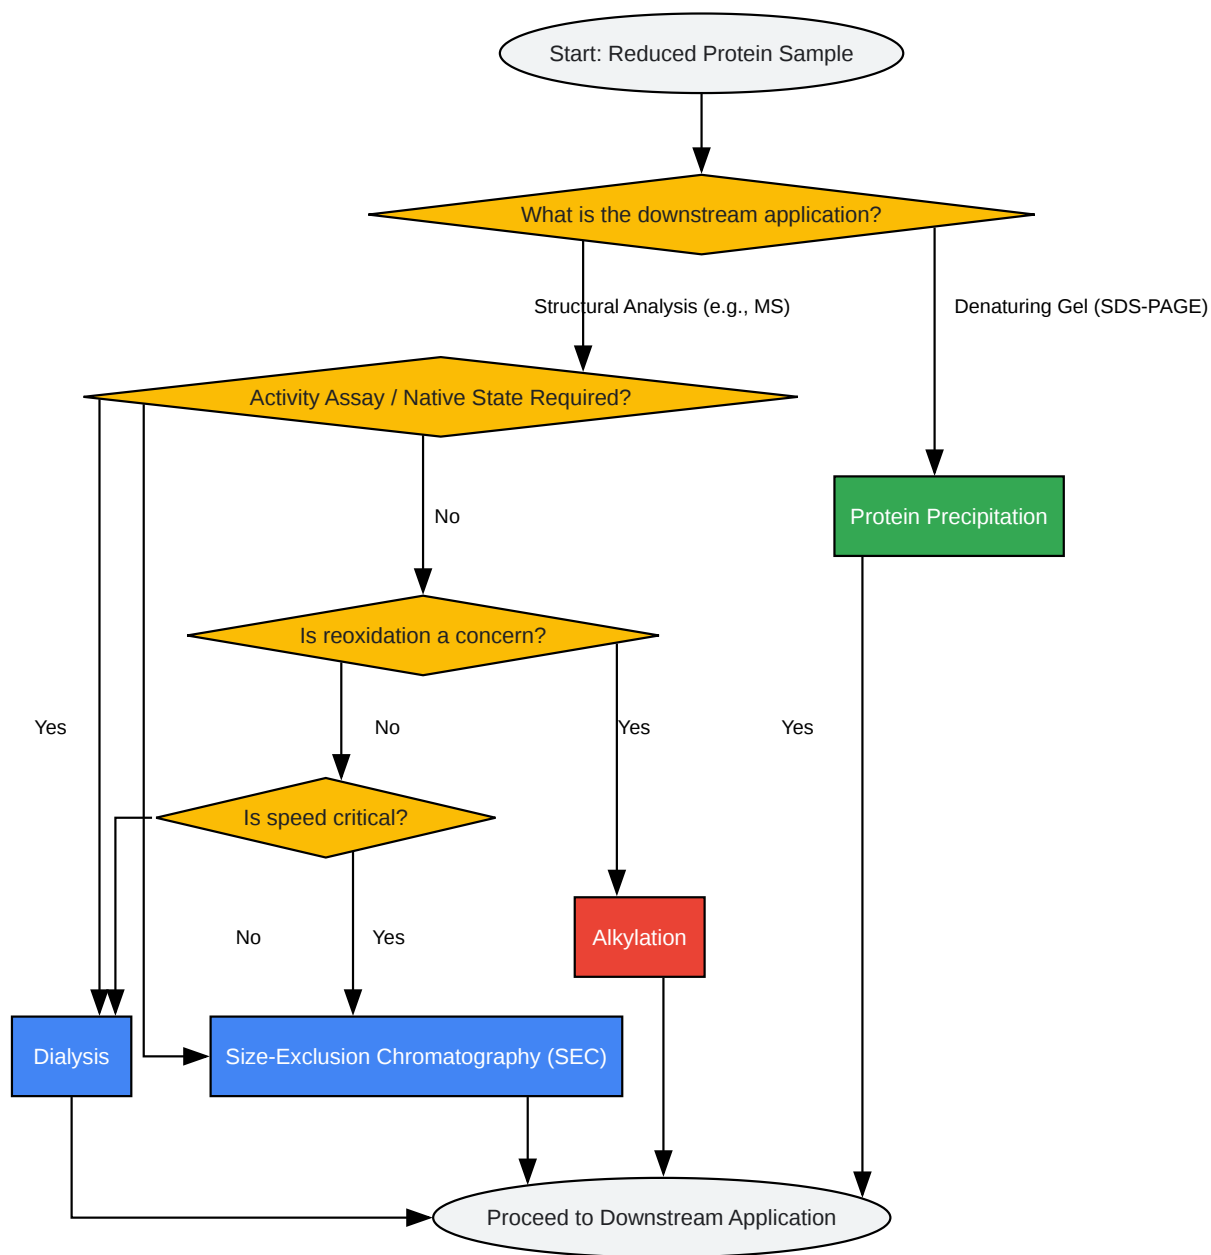 Start: Reduced Protein Sample
What is the downstream application?
Structural Analysis (e.g., MS)
Denaturing Gel (SDS-PAGE)
Activity Assay / Native State Required?
Protein Precipitation
No
Is reoxidation a concern?
Yes
No
Yes
Yes
Is speed critical?
No
Yes
Alkylation
Dialysis
Size-Exclusion Chromatography (SEC)
Proceed to Downstream Application